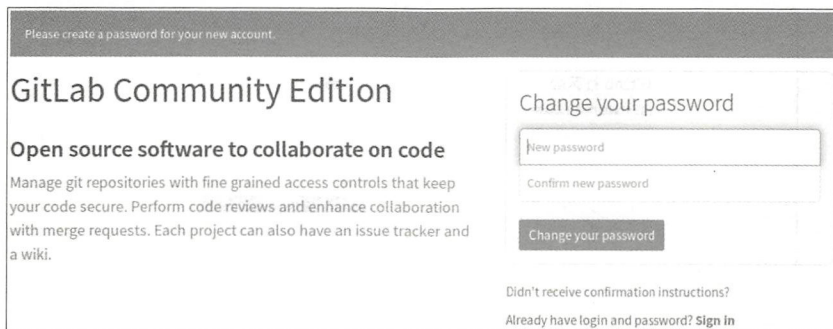 Please create a password for your new account.
GitLab Community Edition
Open source software to collaborate on code
Manage git repositories with fine grained access controls that keep
your code secure. Perform code reviews and enhance collaboration
with merge requests. Each project can also have an issue tracker and
a wiki.
Change your password
New password
Confirm new password
Change your password
Didn't receive confirmation instructions?
Already have login and password? Sign in